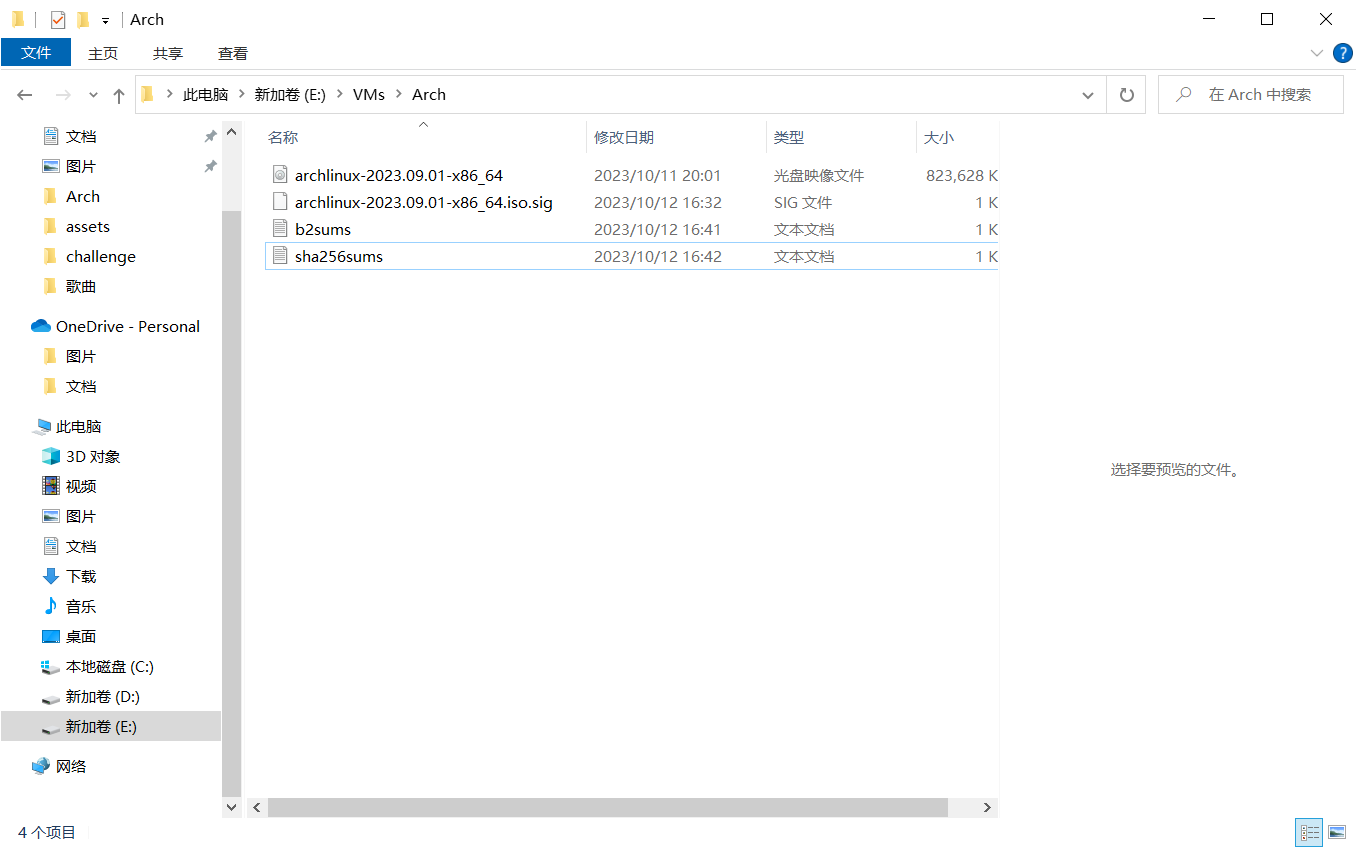 Arch
文件 主页 共享 查看
此电脑 新加卷 (E:) VMs Arch
在 Arch 中搜索
文档
图片
Arch
assets
challenge
歌曲
OneDrive - Personal
图片
文档
此电脑
3D 对象
视频
图片
文档
下载
音乐
桌面
本地磁盘 (C:)
新加卷 (D:)
新加卷 (E:)
网络
名称 修改日期 类型 大小
archlinux-2023.09.01-x86_64 2023/10/11 20:01 光盘映像文件 823,628 K
archlinux-2023.09.01-x86_64.iso.sig 2023/10/12 16:32 SIG 文件 1 K
b2sums 2023/10/12 16:41 文本文档 1 K
sha256sums 2023/10/12 16:42 文本文档 1 K
选择要预览的文件。
4 个项目